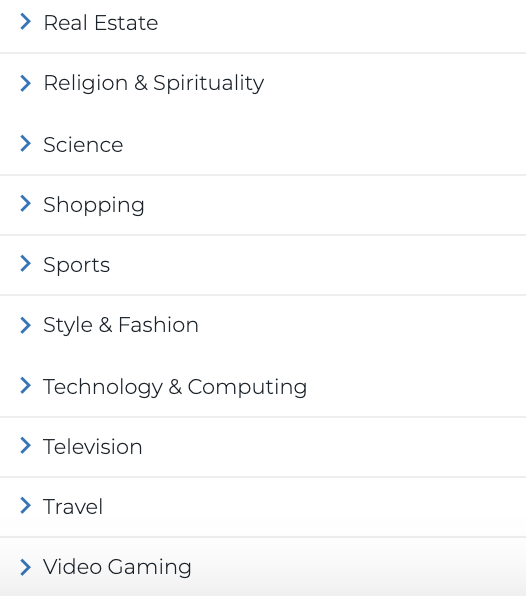 Real Estate
Religion & Spirituality
Science
Shopping
Sports
Style & Fashion
Technology & Computing
Television
Travel
Video Gaming